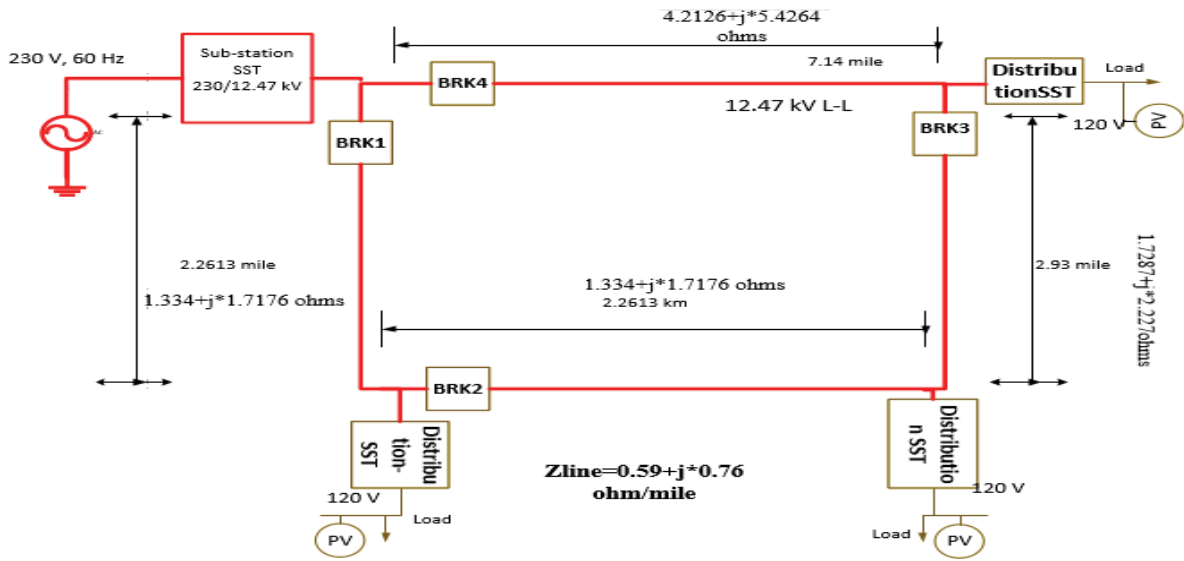 4.2126+j*5.4264
ohms
7.14 mile
230 V, 60 Hz
Sub-station
SST
230/12.47 kV
BRK4
Distribu
tionSST
Load
12.47 kV L-L
120 V
PV
AC
BRK1
BRK3
2.2613 mile
1.334+j*1.7176 ohms
1.334+j*1.7176 ohms
2.2613 km
2.93 mile
1.7287+j*2.227ohms
BRK2
Distribu
tion-
SST
Distributio
n SST
Zline=0.59+j*0.76
ohm/mile
120 V
Load
PV
120 V
Load
PV